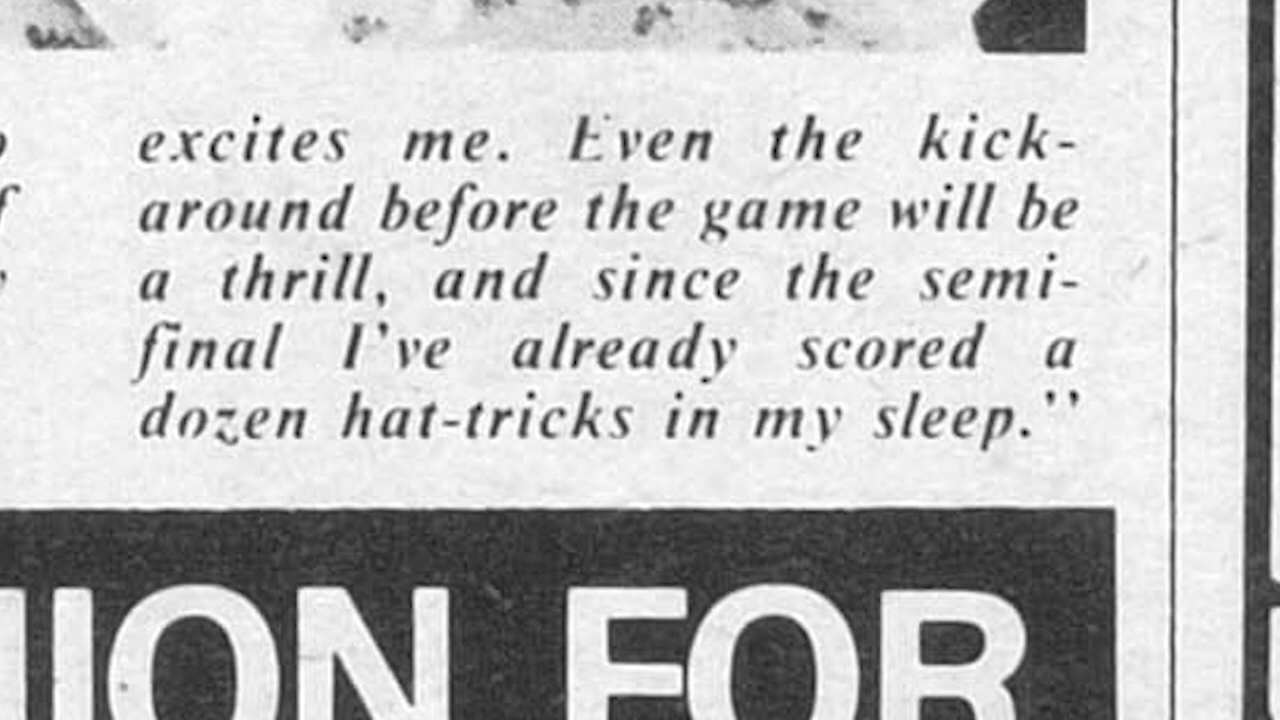 excites me. Even the kick-
around before the game will be
a thrill, and since the semi-
final I've already scored a
dozen hat-tricks in my sleep.''
FOR